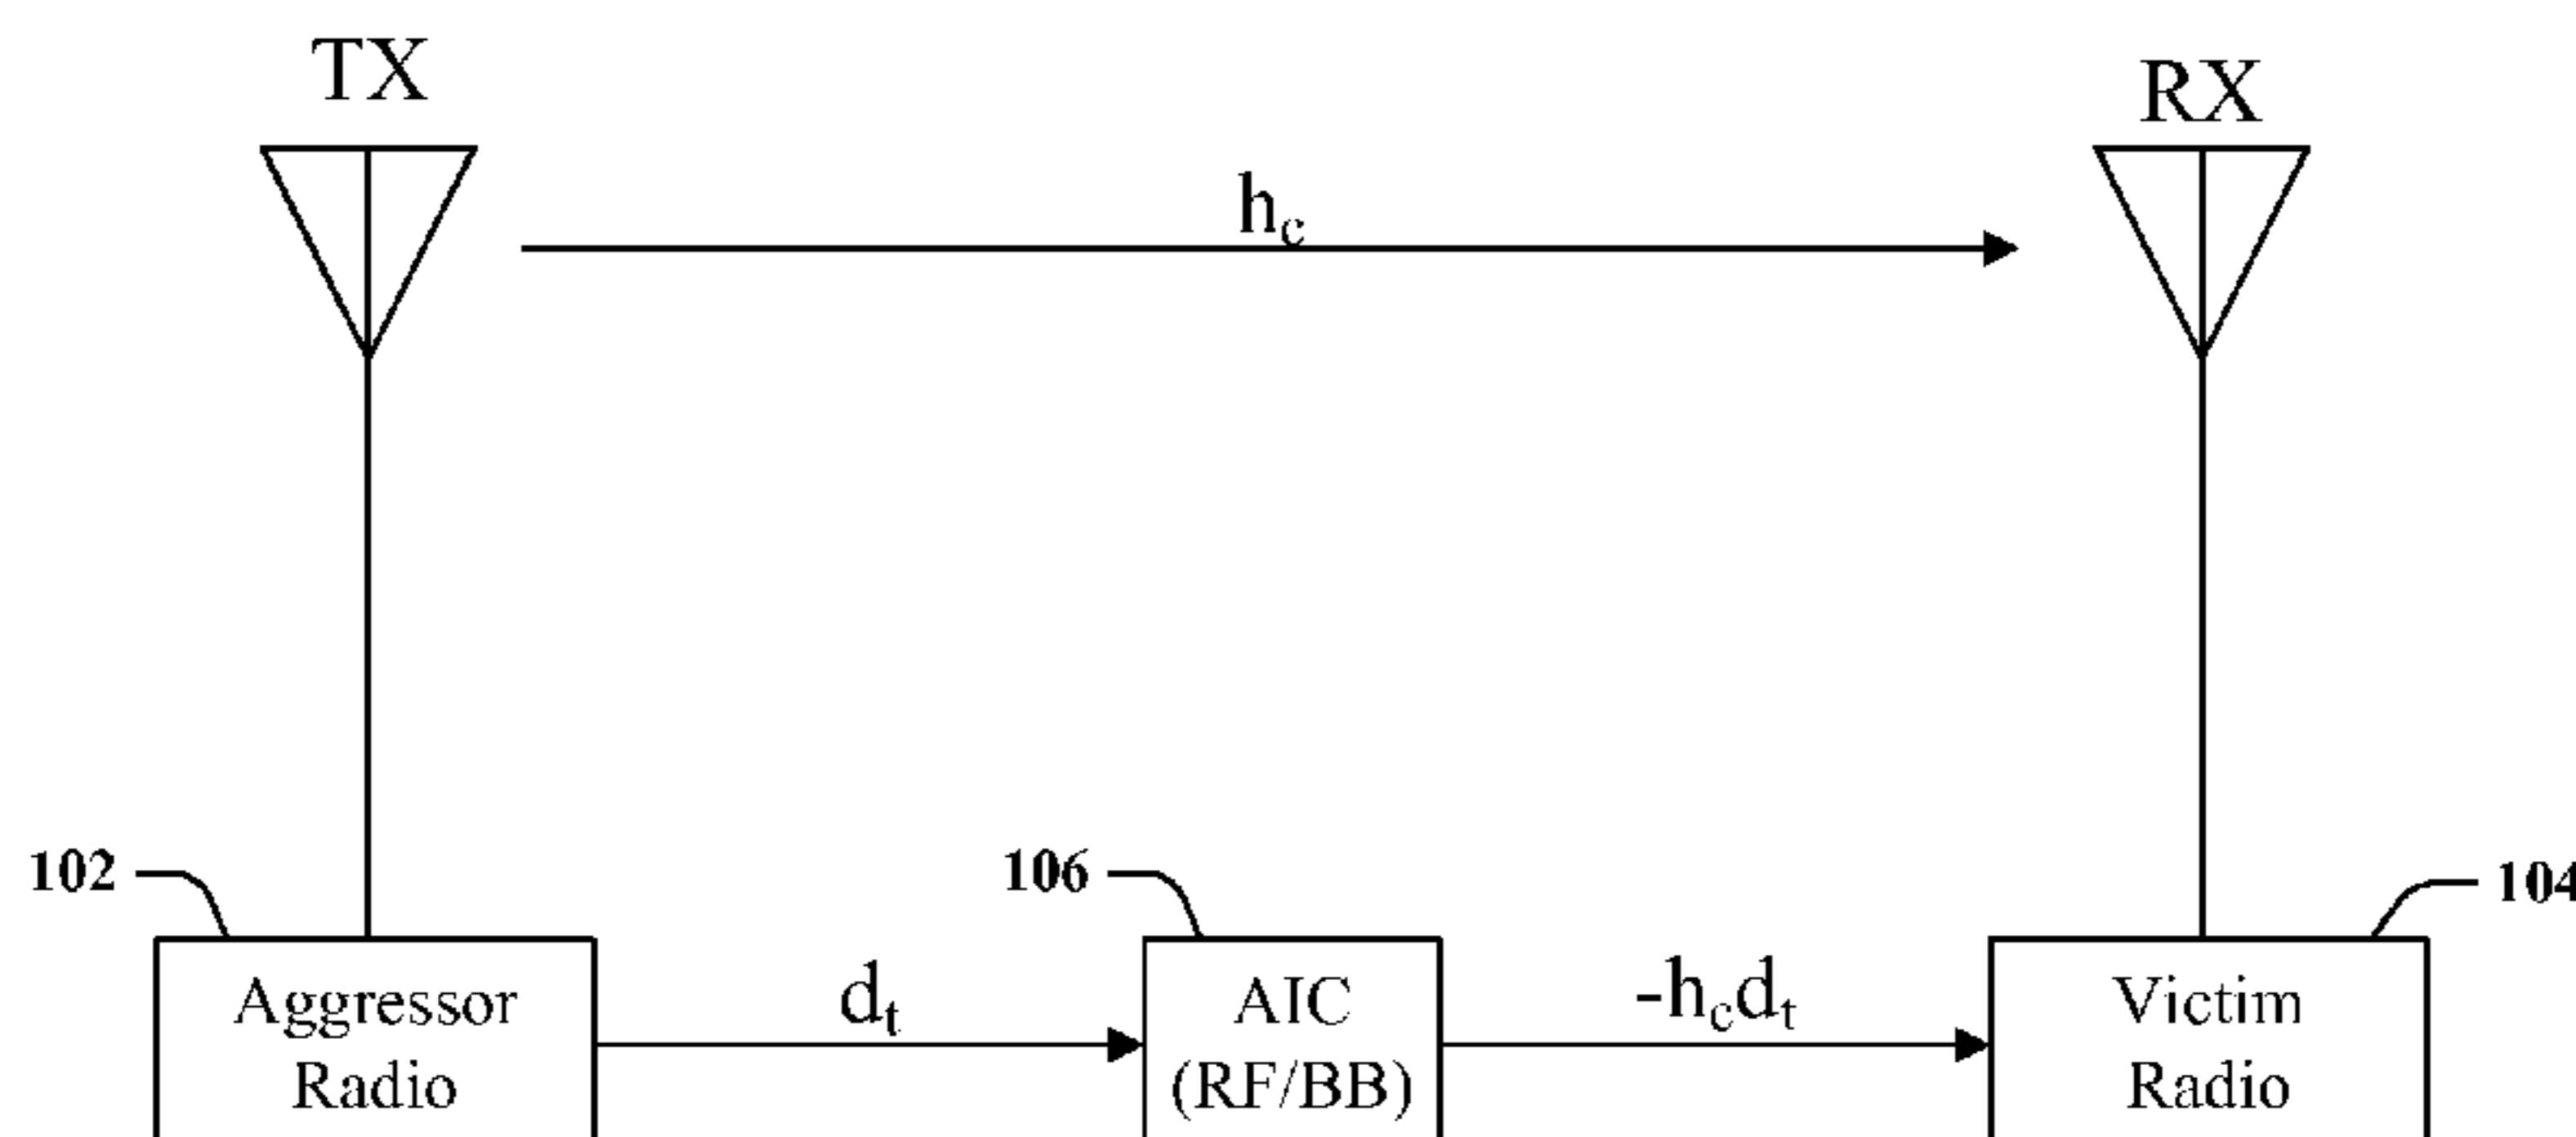 TX
RX
h_c
102
106
104
Aggressor
Radio
d_t
AIC
(RF/BB)
-h_cd_t
Victim
Radio